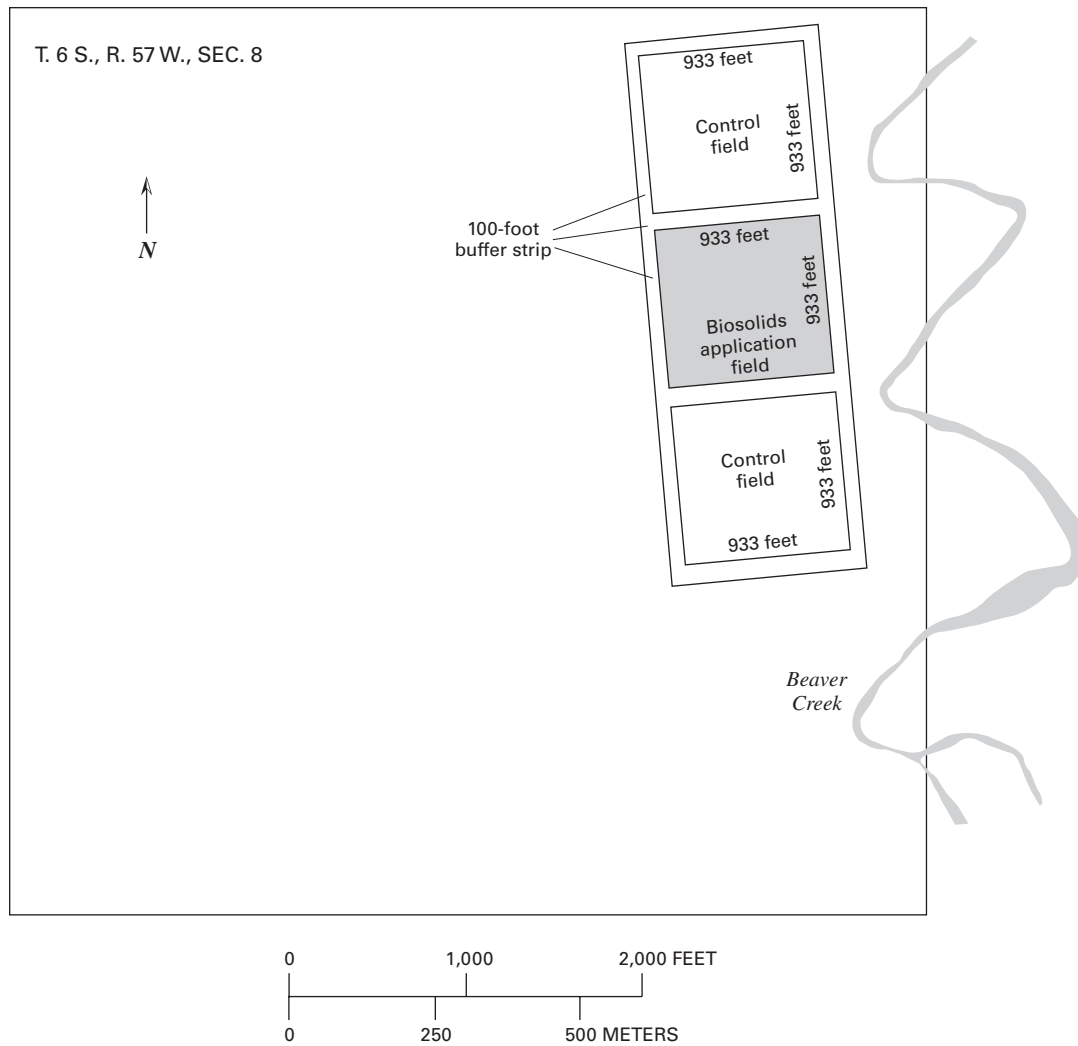 T. 6 S., R. 57 W., SEC. 8
N
933 feet
Control
field
933 feet
100-foot
buffer strip
933 feet
933 feet
Biosolids
application
field
Control
field
933 feet
933 feet
Beaver
Creek
0 1,000 2,000 FEET
0 250 500 METERS